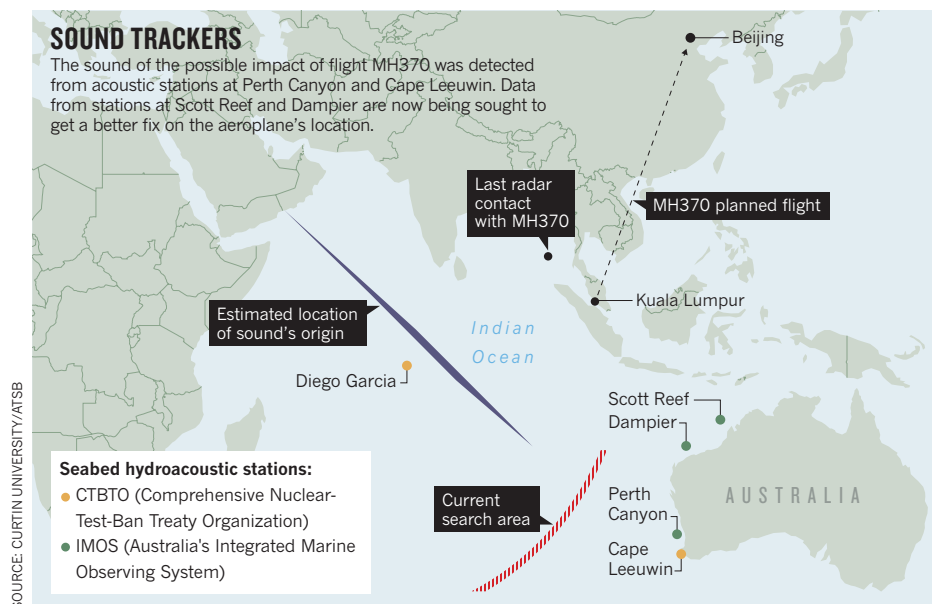 SOUND TRACKERS
The sound of the possible impact of flight MH370 was detected
from acoustic stations at Perth Canyon and Cape Leeuwin. Data
from stations at Scott Reef and Dampier are now being sought to
get a better fix on the aeroplane's location.
Beijing
Last radar
contact
with MH370
MH370 planned flight
Kuala Lumpur
Estimated location
of sound's origin
Indian
Ocean
Diego Garcia
Scott Reef
Dampier
Current
search area
Perth
Canyon
Cape
Leeuwin
AUSTRALIA
Seabed hydroacoustic stations:
CTBTO (Comprehensive Nuclear-
Test-Ban Treaty Organization)
IMOS (Australia's Integrated Marine
Observing System)
SOURCE: CURTIN UNIVERSITY/ATSB